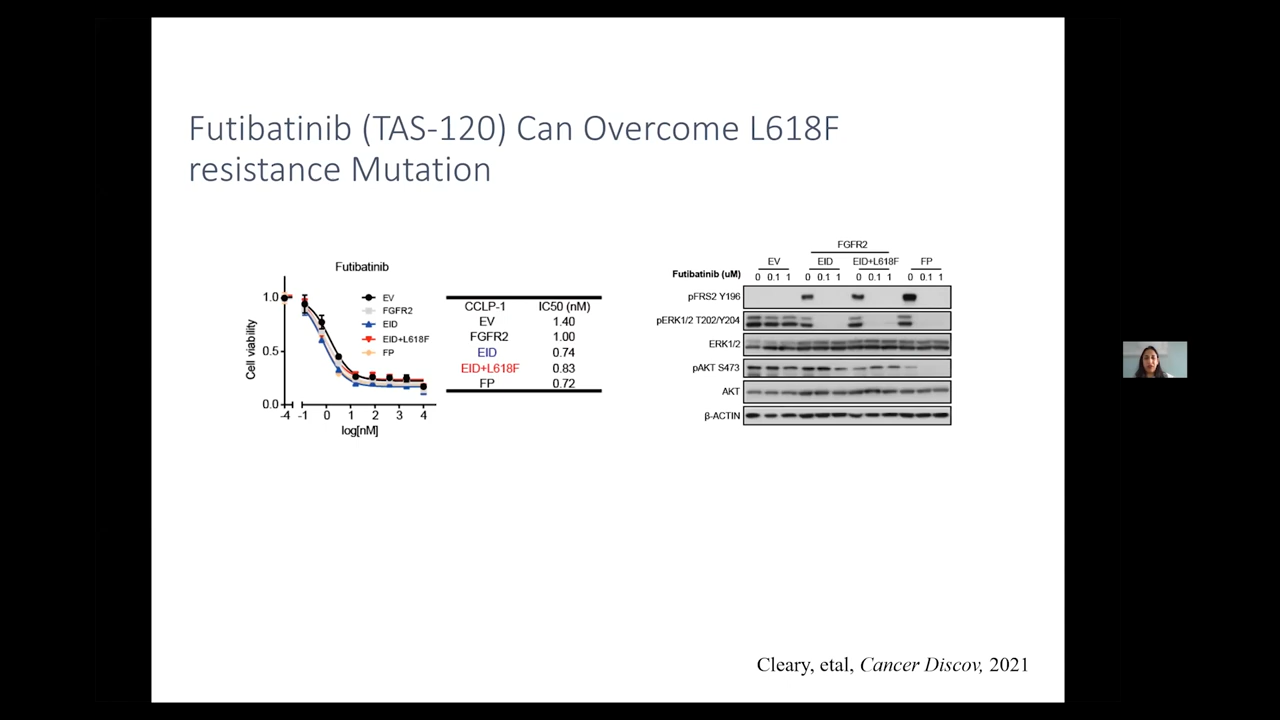 Futibatinib (TAS-120) Can Overcome L618F
resistance Mutation
Futibatinib
1.0
0.5
0.0
Cell viability
-4 -1 0 1 2 3 4
log[nM]
EV
FGFR2
EID
EID+L618F
FP
CCLP-1 IC50 (nM)
EV 1.40
FGFR2 1.00
EID 0.74
EID+L618F 0.83
FP 0.72
FGFR2
EV EID EID+L618F FP
Futibatinib (uM) 0 0.1 1 0 0.1 1 0 0.1 1 0 0.1 1
pFRS2 Y196
pERK1/2 T202/Y204
ERK1/2
pAKT S473
AKT
β-ACTIN
Cleary, etal, Cancer Discov, 2021